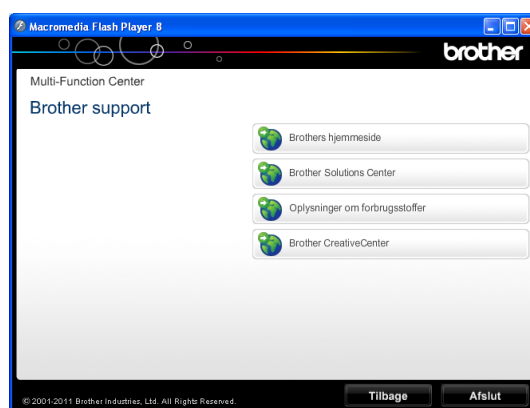 Macromedia Flash Player 8
brother
Multi-Function Center
Brother support
Brothers hjemmeside
Brother Solutions Center
Oplysninger om forbrugsstoffer
Brother CreativeCenter
© 2001-2011 Brother Industries, Ltd. All Rights Reserved.
Tilbage
Afslut